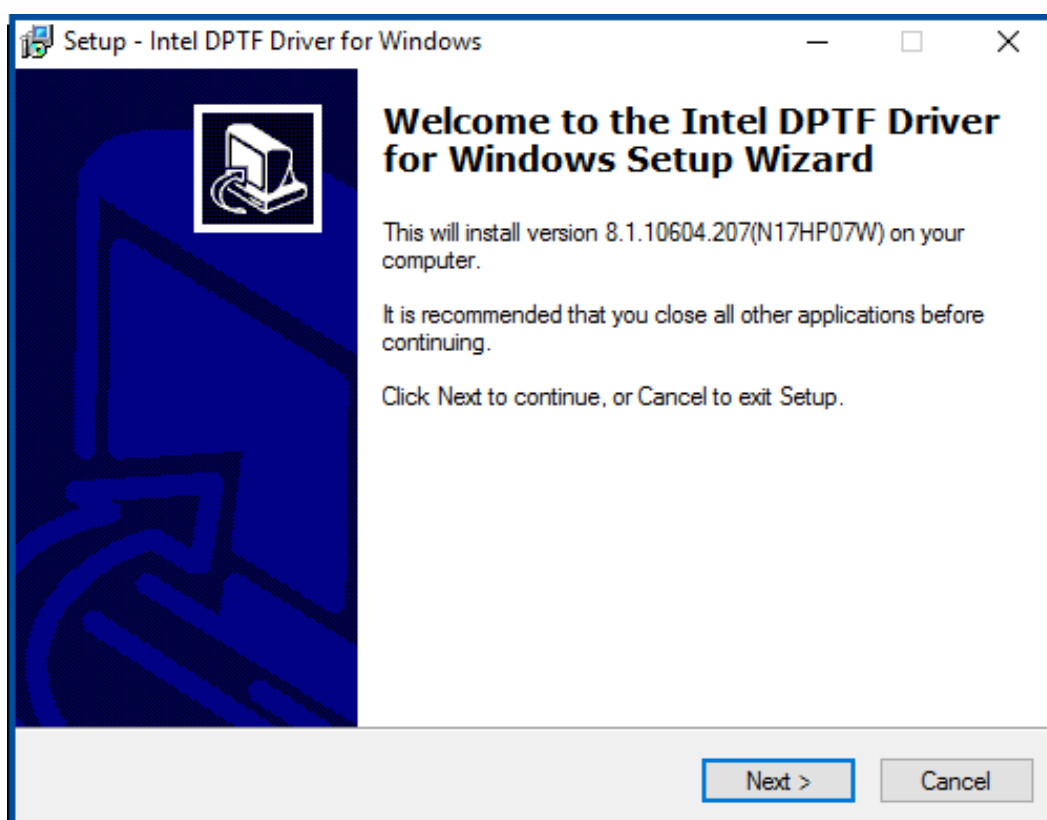 Setup - Intel DPTF Driver for Windows
Welcome to the Intel DPTF Driver
for Windows Setup Wizard
This will install version 8.1.10604.207(N17HP07W) on your
computer.
It is recommended that you close all other applications before
continuing.
Click Next to continue, or Cancel to exit Setup.
Next >
Cancel